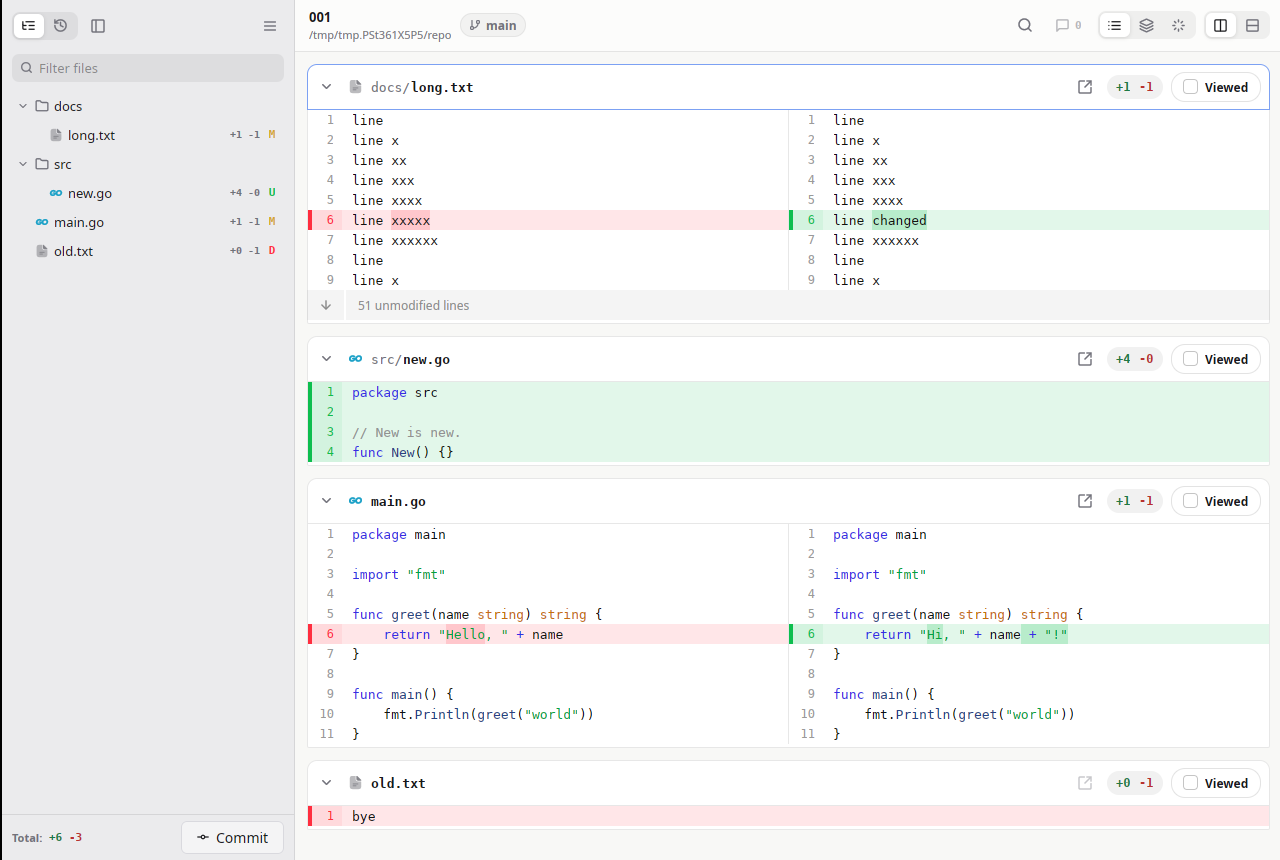 001
/tmp/tmp.PSt361X5P5/repo
main
0
Filter files
docs
long.txt +1 -1 M
src
new.go +4 -0 U
main.go +1 -1 M
old.txt +0 -1 D
Total: +6 -3
Commit
docs/long.txt +1 -1 Viewed
1 line 1 line
2 line x 2 line x
3 line xx 3 line xx
4 line xxx 4 line xxx
5 line xxxx 5 line xxxx
6 line xxxxx 6 line changed
7 line xxxxxx 7 line xxxxxx
8 line 8 line
9 line x 9 line x
51 unmodified lines
src/new.go +4 -0 Viewed
1 package src
2
3 // New is new.
4 func New() {}
main.go +1 -1 Viewed
1 package main 1 package main
2 2
3 import "fmt" 3 import "fmt"
4 4
5 func greet(name string) string { 5 func greet(name string) string {
6 return "Hello, " + name 6 return "Hi, " + name + "!"
7 } 7 }
8 8
9 func main() { 9 func main() {
10 fmt.Println(greet("world")) 10 fmt.Println(greet("world"))
11 } 11 }
old.txt +0 -1 Viewed
1 bye